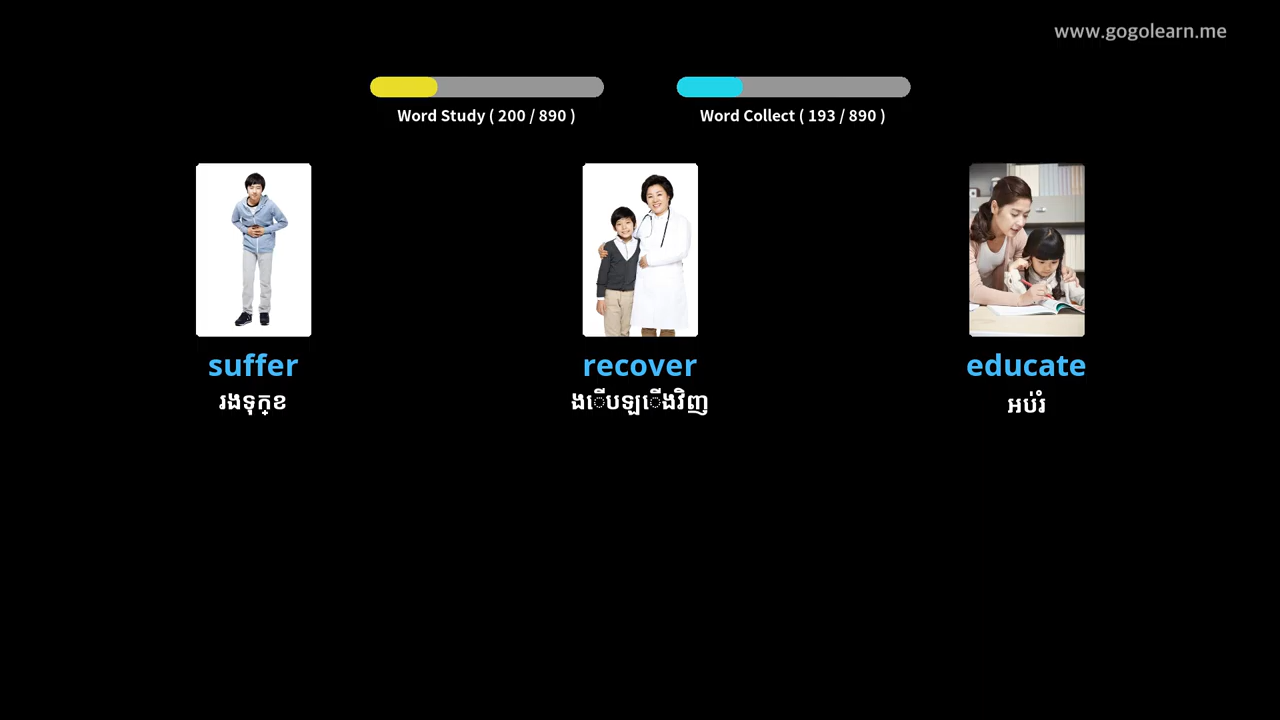 www.gogolearn.me
Word Study ( 200 / 890 )
Word Collect ( 193 / 890 )
suffer
recover
educate
រងទុក្ខ
ងើបឡើងវិញ
អប់រំ